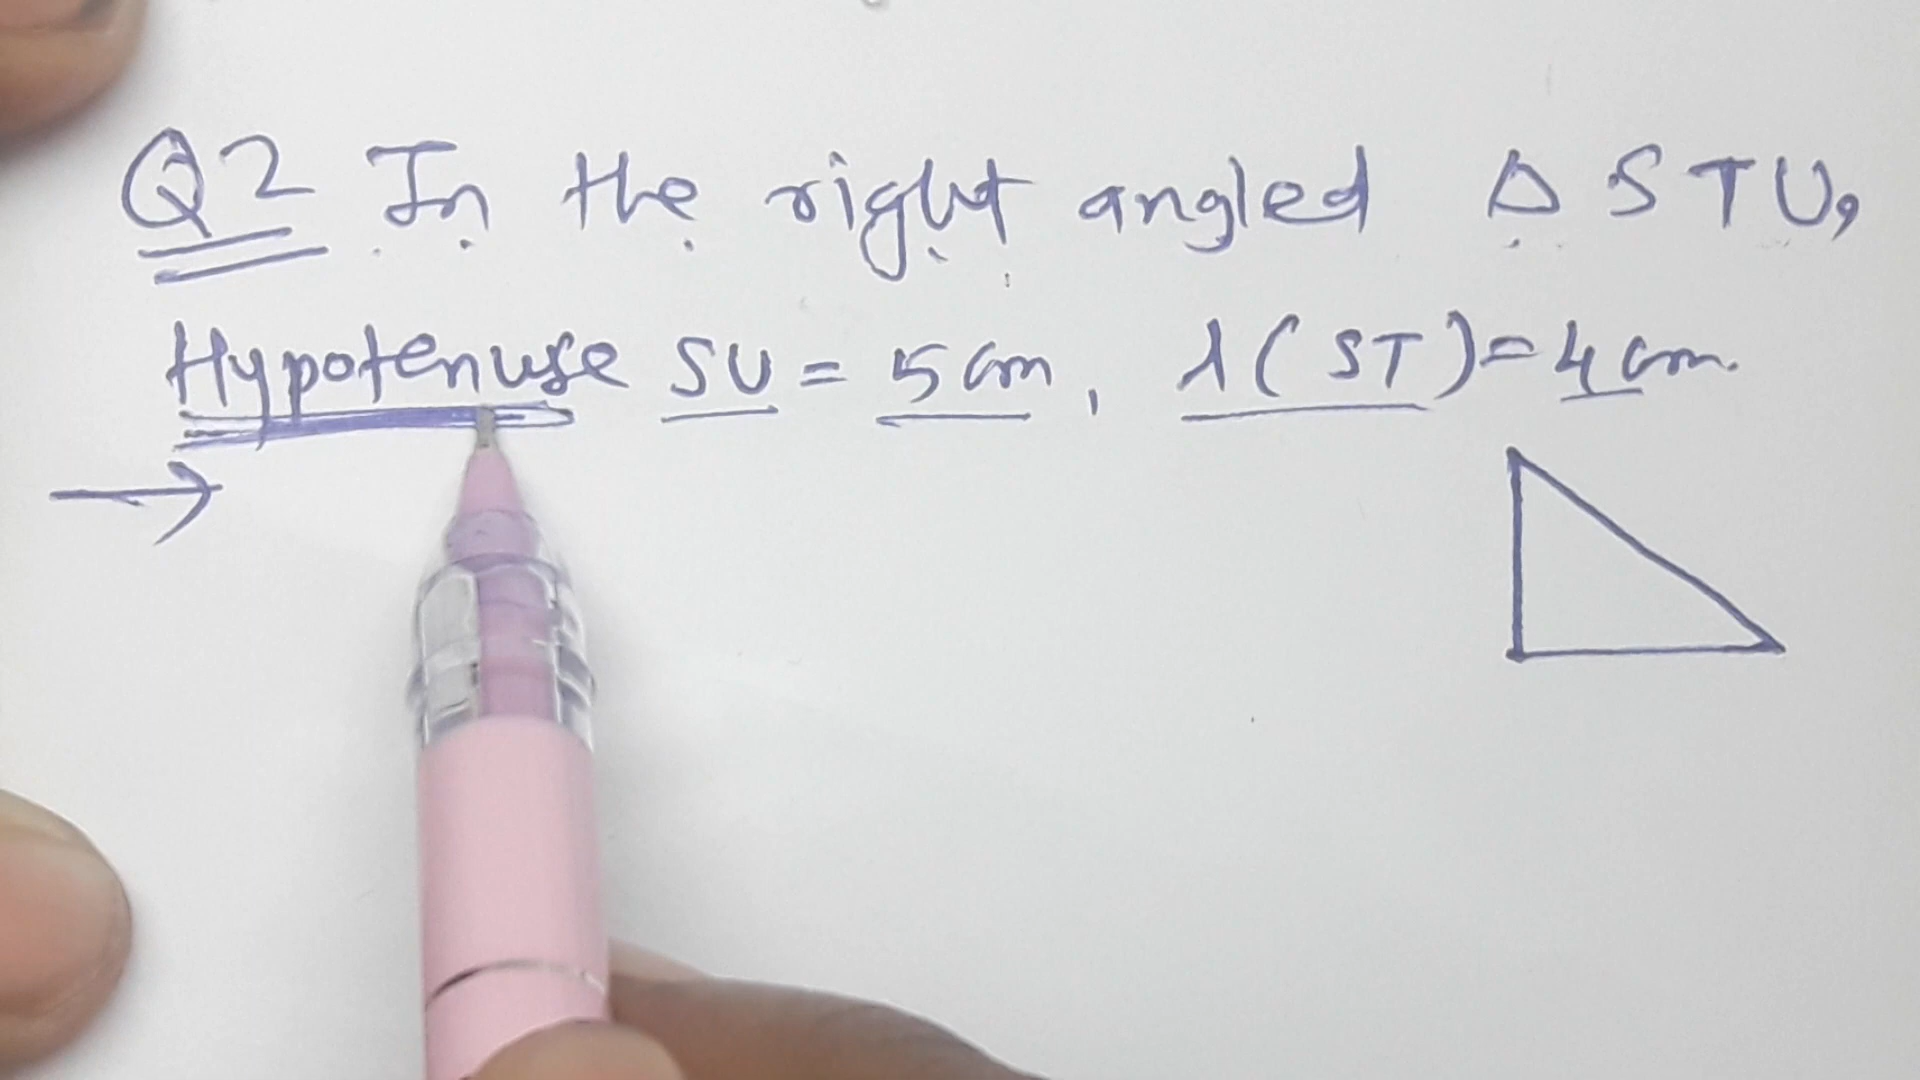 Q2 In the right angled Δ STU,
Hypotenuse SU = 5 cm, l(ST) = 4 cm.
→